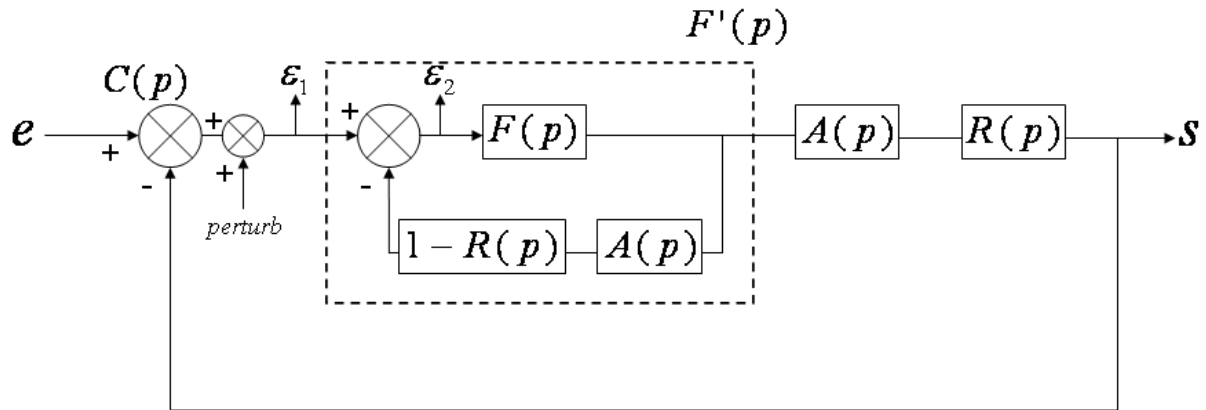 F'(p)
C(p)
ε₁
ε₂
e
+
-
+
+
perturb
+
-
F(p)
A(p)
R(p)
s
1 − R(p)
A(p)